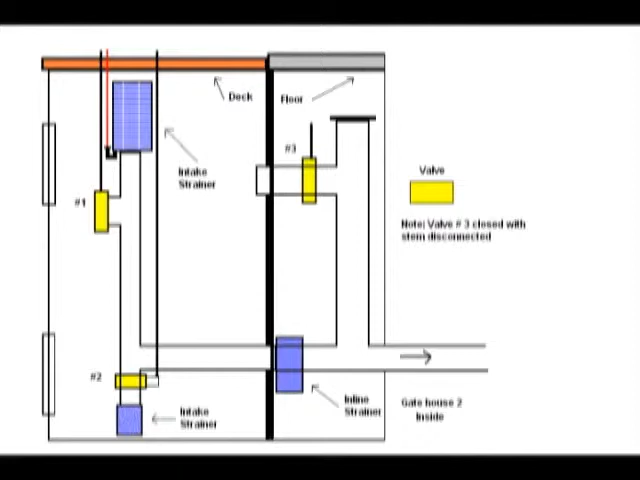 Deck
Floor
#3
Intake
Strainer
Valve
#1
Note: Valve # 3 closed with
stem disconnected
#2
Inline
Strainer
Intake
Strainer
Gate house 2
Inside